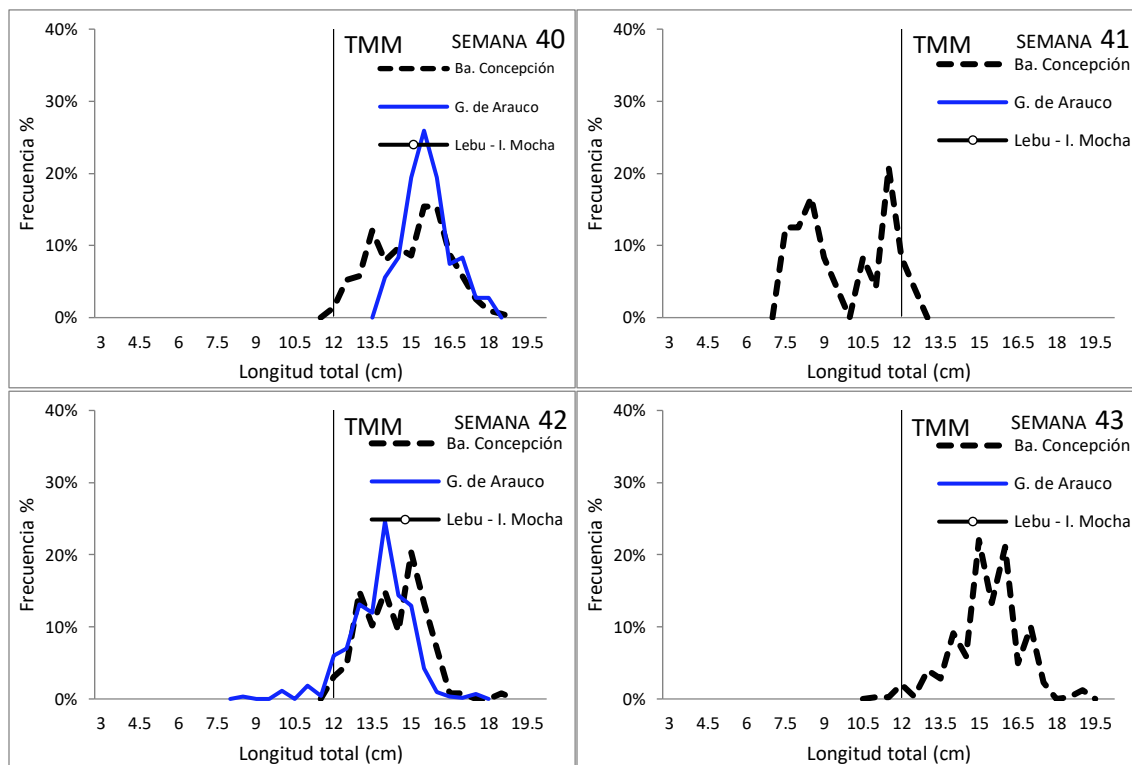 TMM SEMANA 40
Ba. Concepción
G. de Arauco
Lebu - I. Mocha
Frecuencia %
40%
30%
20%
10%
0%
3 4.5 6 7.5 9 10.5 12 13.5 15 16.5 18 19.5
Longitud total (cm)
TMM SEMANA 41
Ba. Concepción
G. de Arauco
Lebu - I. Mocha
Frecuencia %
40%
30%
20%
10%
0%
3 4.5 6 7.5 9 10.5 12 13.5 15 16.5 18 19.5
Longitud total (cm)
TMM SEMANA 42
Ba. Concepción
G. de Arauco
Lebu - I. Mocha
Frecuencia %
40%
30%
20%
10%
0%
3 4.5 6 7.5 9 10.5 12 13.5 15 16.5 18 19.5
Longitud total (cm)
TMM SEMANA 43
Ba. Concepción
G. de Arauco
Lebu - I. Mocha
Frecuencia %
40%
30%
20%
10%
0%
3 4.5 6 7.5 9 10.5 12 13.5 15 16.5 18 19.5
Longitud total (cm)